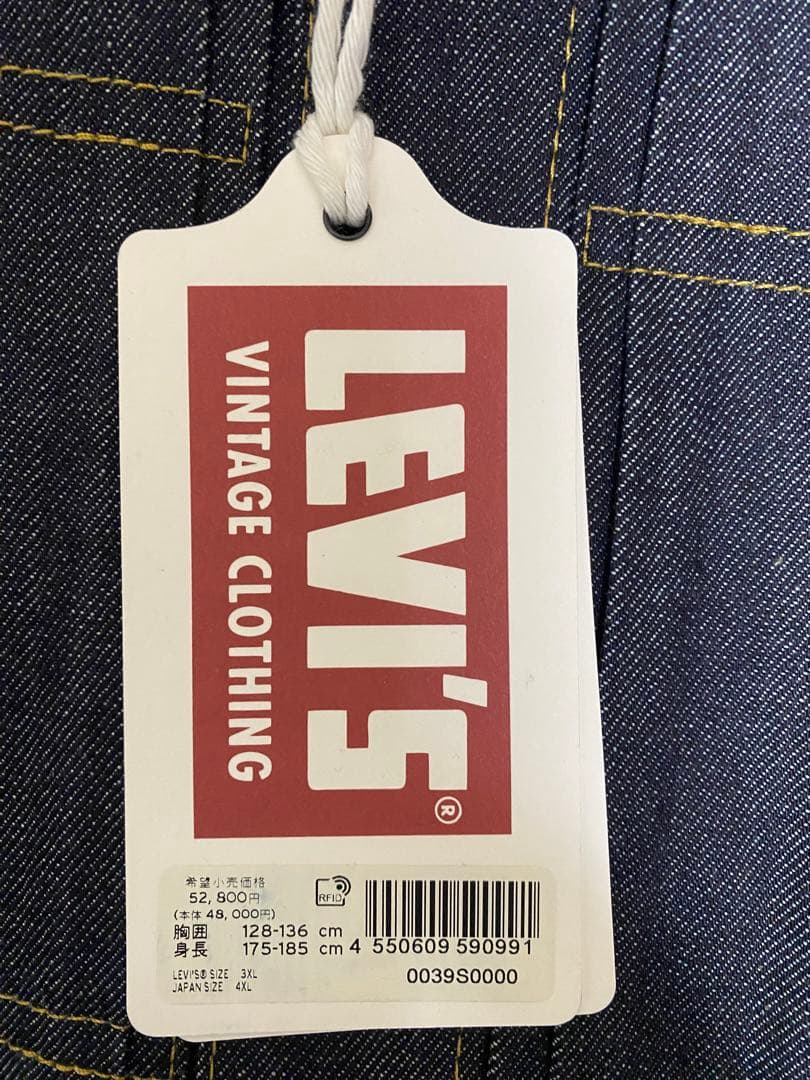 LEVI'S®
VINTAGE CLOTHING
希望小売価格
52,800円
(本体 48,000円)
胸囲 128-136 cm
身長 175-185 cm
LEVI'S® SIZE 3XL
JAPAN SIZE 4XL
RFID
4 550609 590991
0039S0000